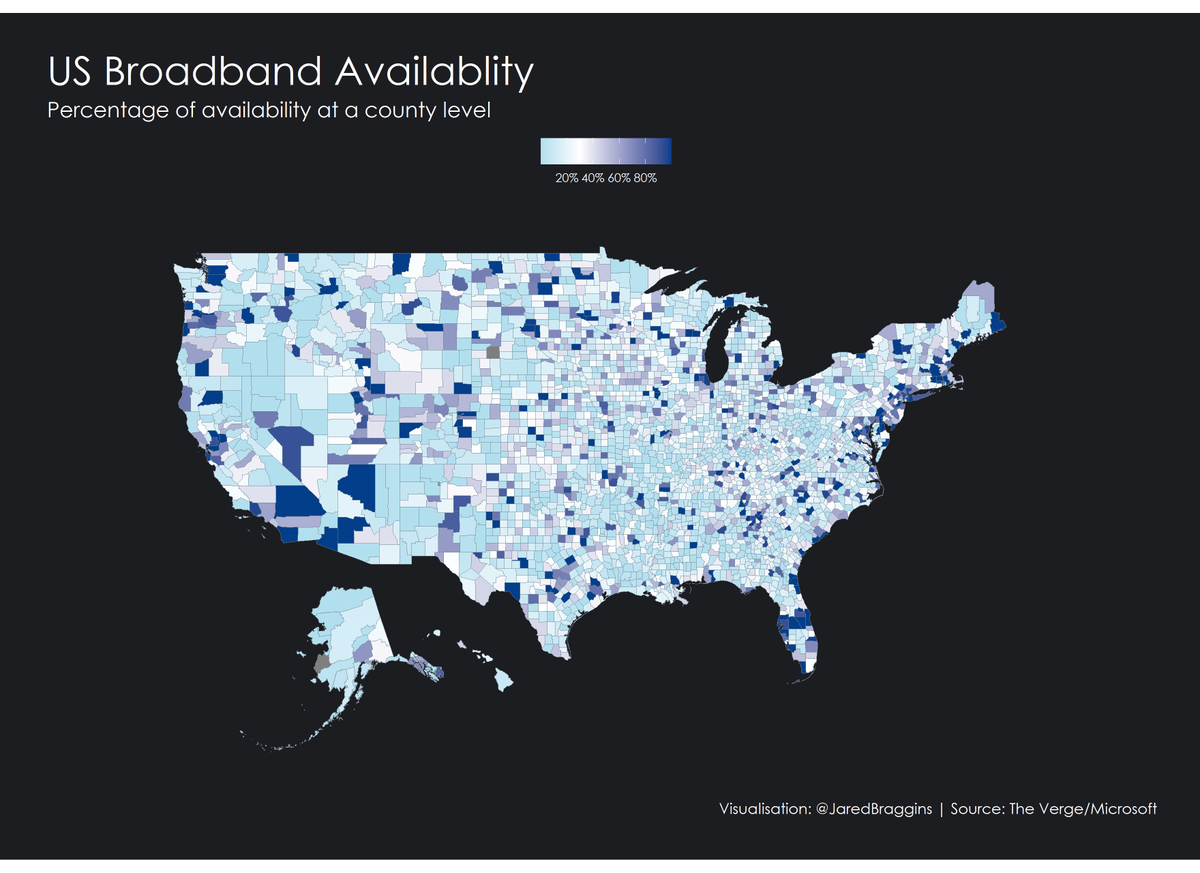 US Broadband Availablity
Percentage of availability at a county level
20% 40% 60% 80%
Visualisation: @JaredBraggins | Source: The Verge/Microsoft